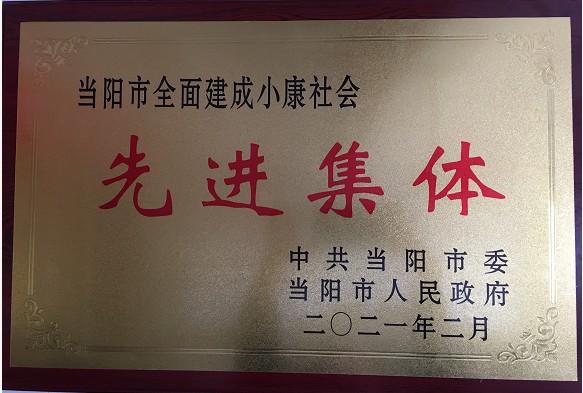 当阳市全面建成小康社会
先进集体
中共当阳市委
当阳市人民政府
二〇二一年二月